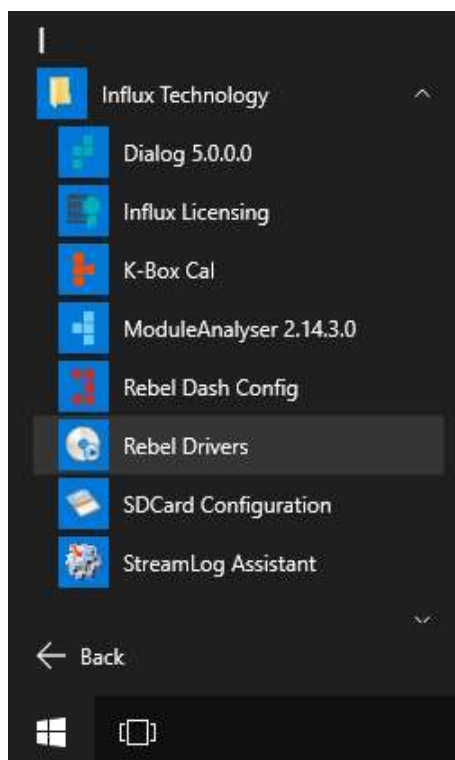 I
Influx Technology
Dialog 5.0.0.0
Influx Licensing
K-Box Cal
ModuleAnalyser 2.14.3.0
Rebel Dash Config
Rebel Drivers
SDCard Configuration
StreamLog Assistant
Back